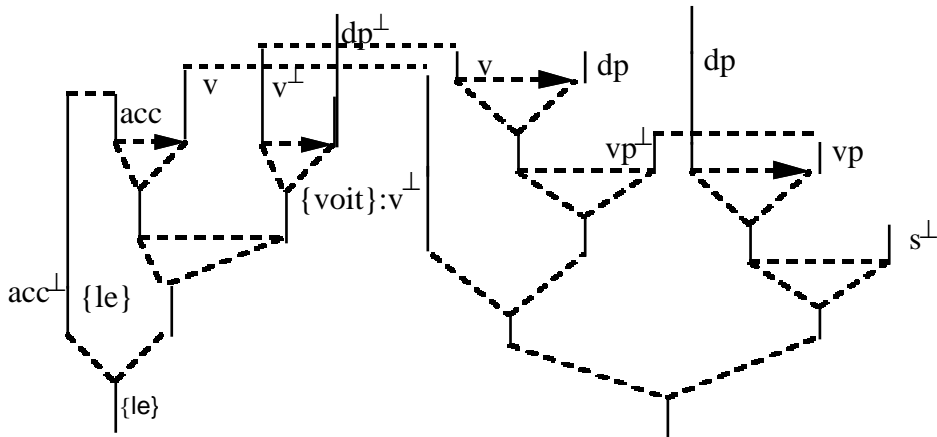 dp⊥
v
v⊥
v
dp
dp
acc
vp⊥
vp
{voit}:v⊥
s⊥
acc⊥
{le}
{le}